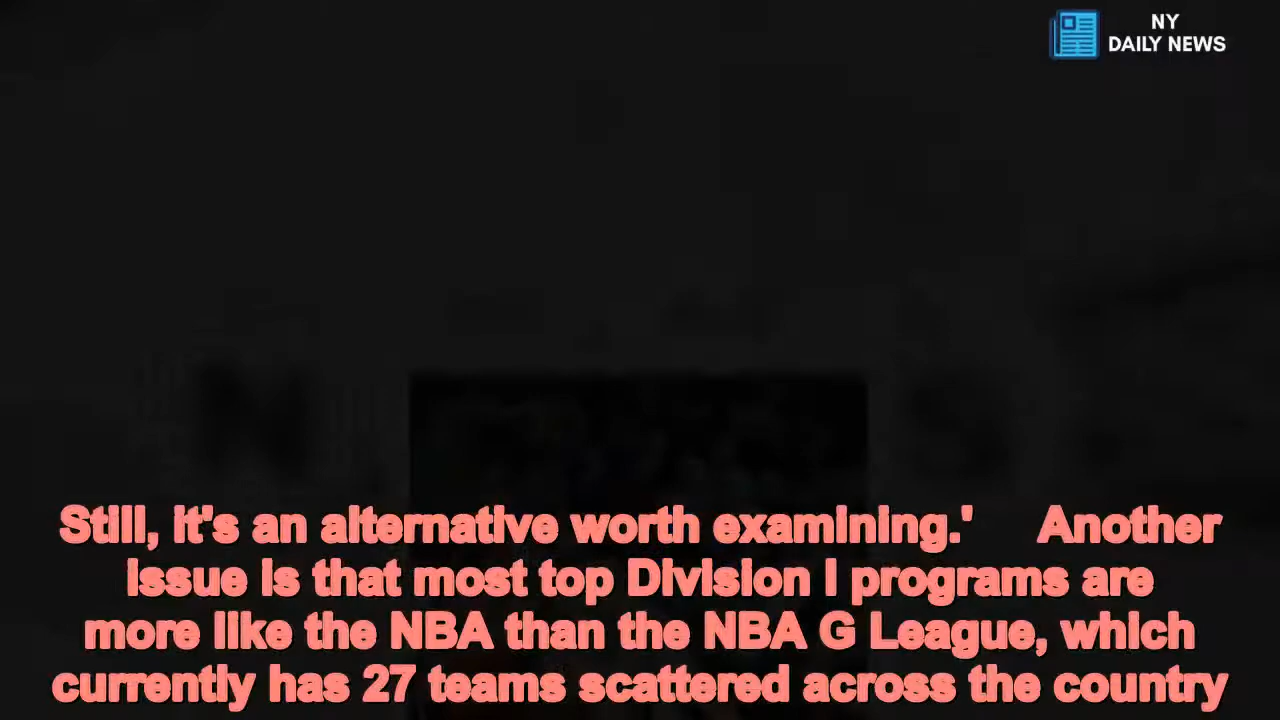 NY
DAILY NEWS
Still, it's an alternative worth examining.' Another
issue is that most top Division I programs are
more like the NBA than the NBA G League, which
currently has 27 teams scattered across the country